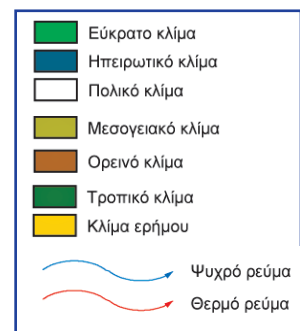 Εύκρατο κλίμα
Ηπειρωτικό κλίμα
Πολικό κλίμα
Μεσογειακό κλίμα
Ορεινό κλίμα
Τροπικό κλίμα
Κλίμα ερήμου
Ψυχρό ρεύμα
Θερμό ρεύμα